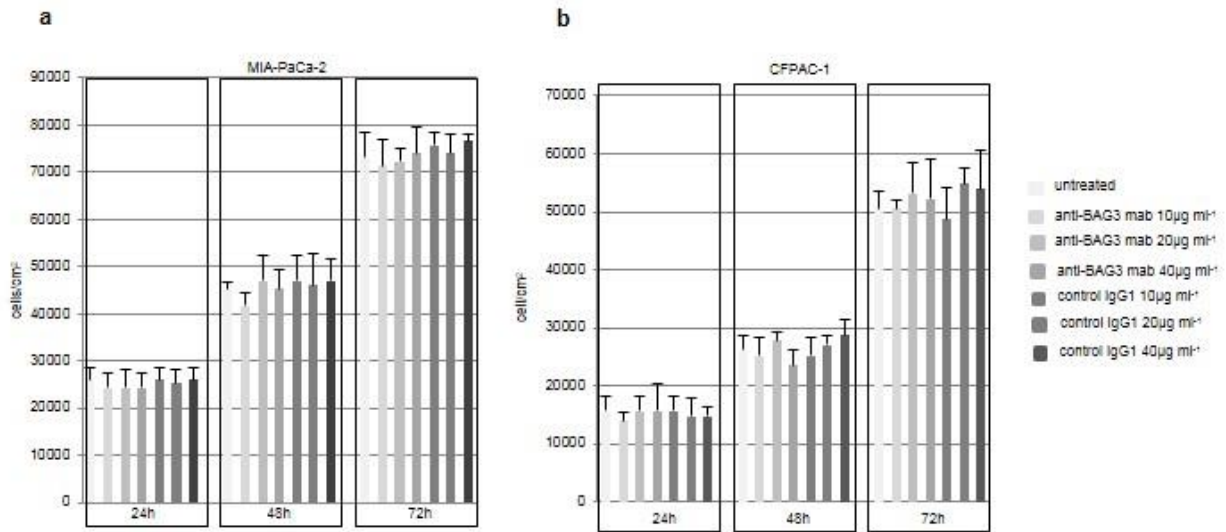 a
MIA-PaCa-2
90000
80000
70000
60000
50000
40000
30000
20000
10000
0
cells/cm²
24h
48h
72h
b
CFPAC-1
70000
60000
50000
40000
30000
20000
10000
0
cell/cm²
24h
48h
72h
untreated
anti-BAG3 mab 10µg ml-¹
anti-BAG3 mab 20µg ml-¹
anti-BAG3 mab 40µg ml-¹
control IgG1 10µg ml-¹
control IgG1 20µg ml-¹
control IgG1 40µg ml-¹